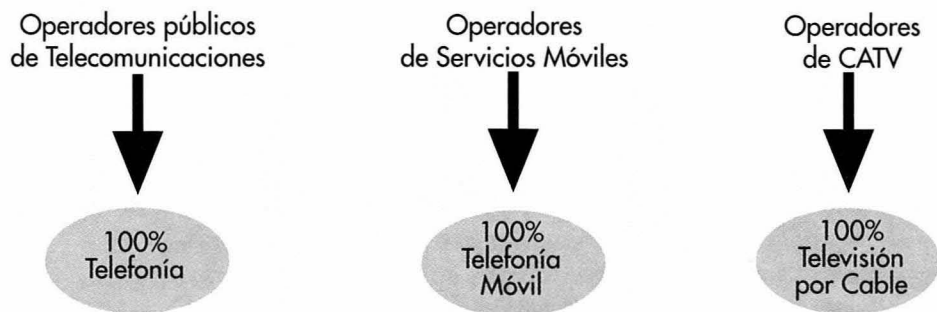 Operadores públicos
de Telecomunicaciones
Operadores
de Servicios Móviles
Operadores
de CATV
100%
Telefonía
100%
Telefonía
Móvil
100%
Televisión
por Cable